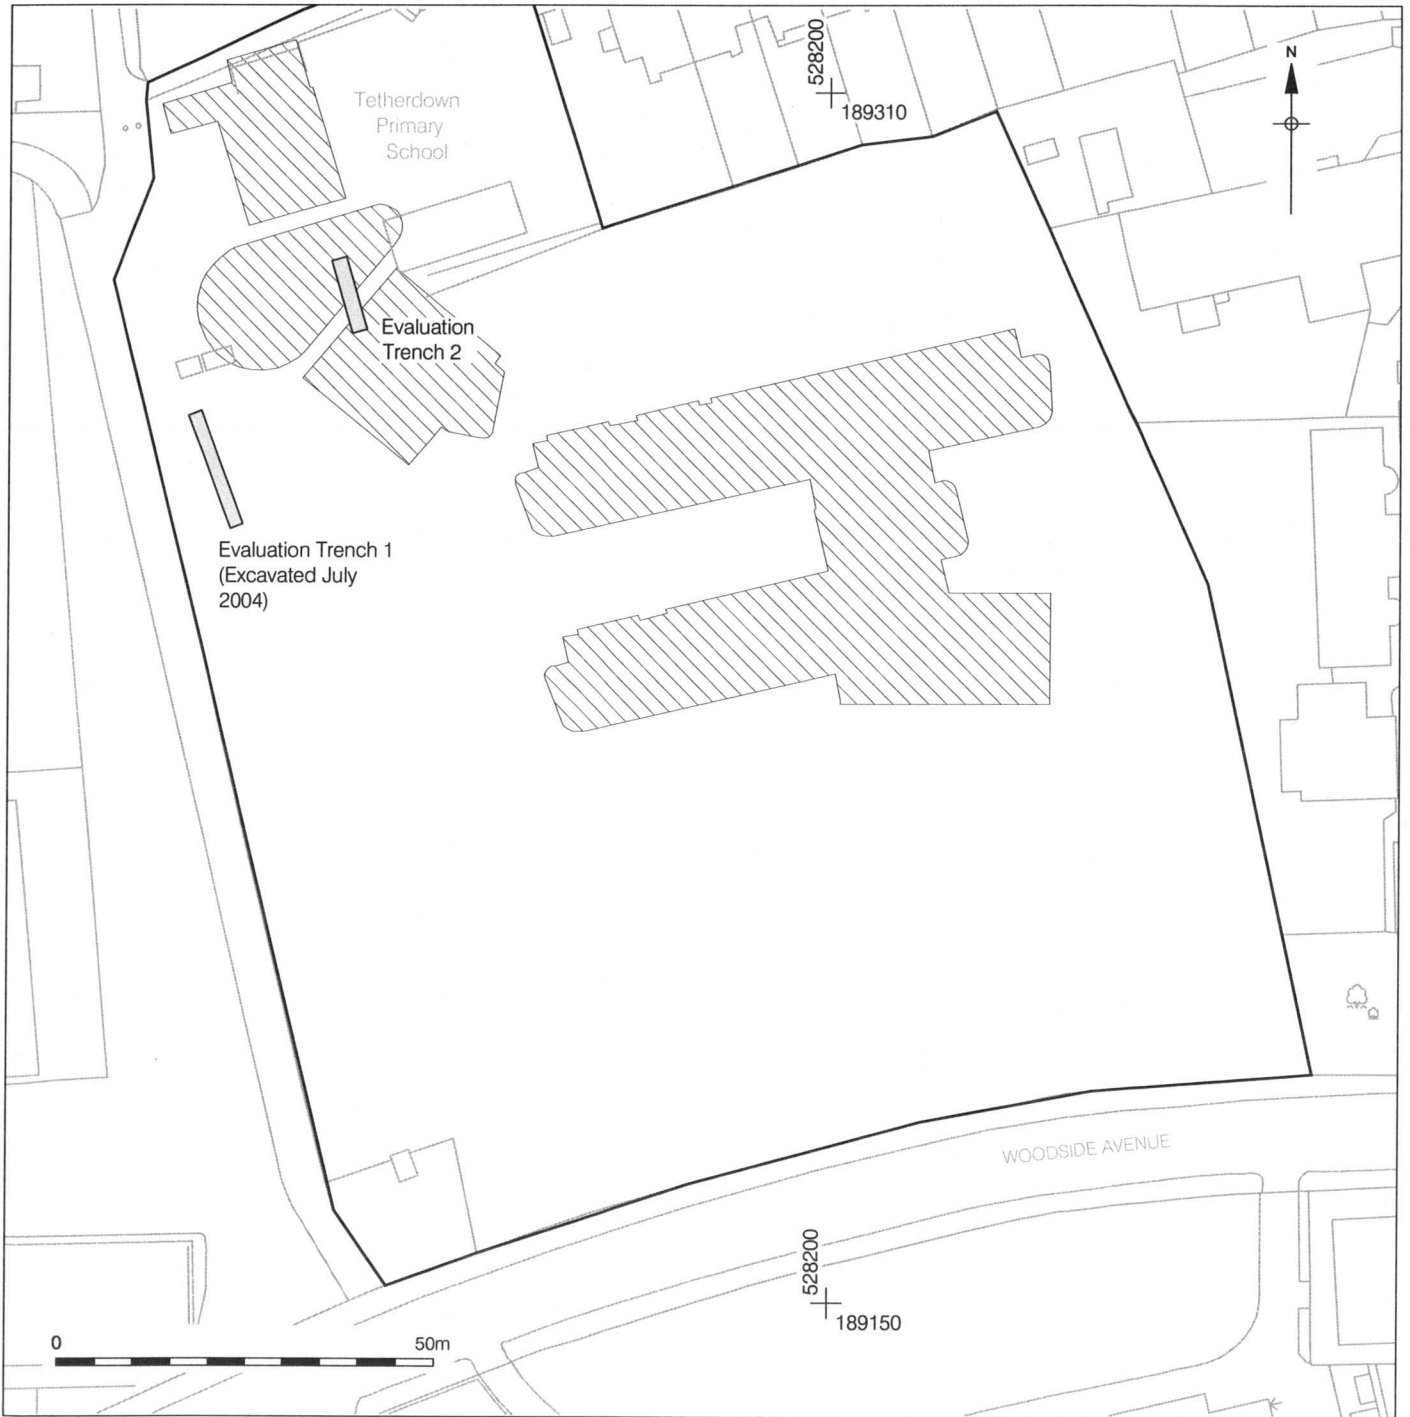 528200
189310
N
Tetherdown
Primary
School
Evaluation
Trench 2
Evaluation Trench 1
(Excavated July
2004)
WOODSIDE AVENUE
528200
189150
0
50m